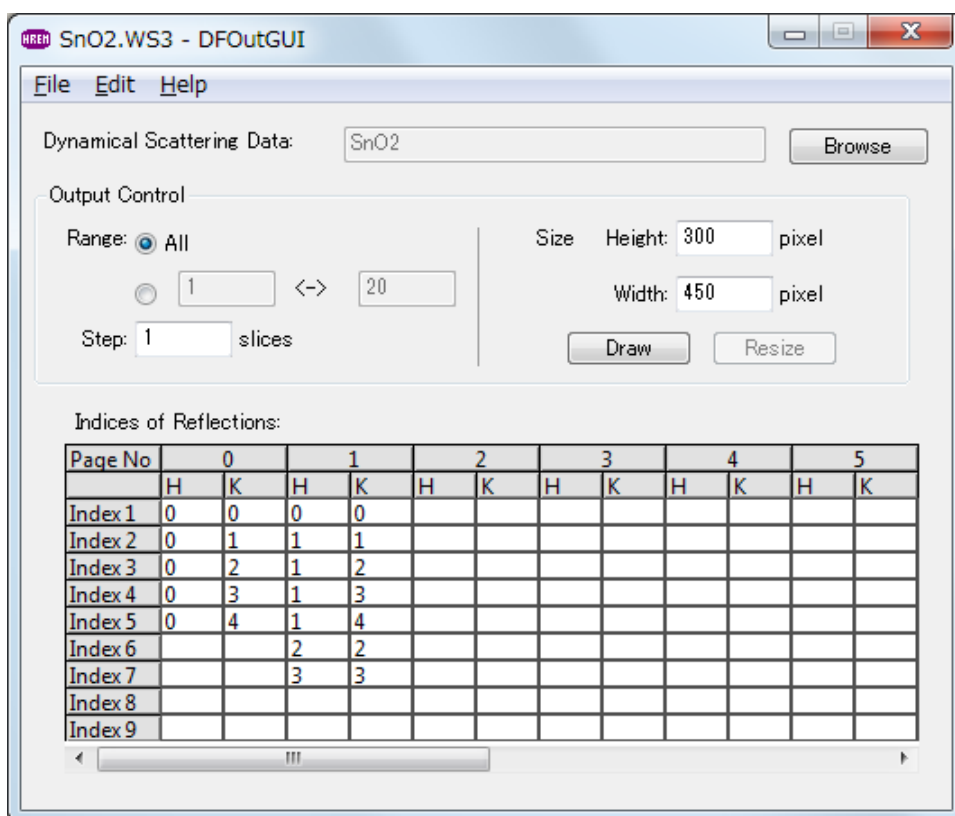 HREM SnO2.WS3 - DFOutGUI
File Edit Help
Dynamical Scattering Data: SnO2 Browse
Output Control
Range: All Size Height: 300 pixel
1 <-> 20 Width: 450 pixel
Step: 1 slices Draw Resize
Indices of Reflections:
Page No 0 1 2 3 4 5
H K H K H K H K H K H K
Index 1 0 0 0 0
Index 2 0 1 1 1
Index 3 0 2 1 2
Index 4 0 3 1 3
Index 5 0 4 1 4
Index 6 2 2
Index 7 3 3
Index 8
Index 9